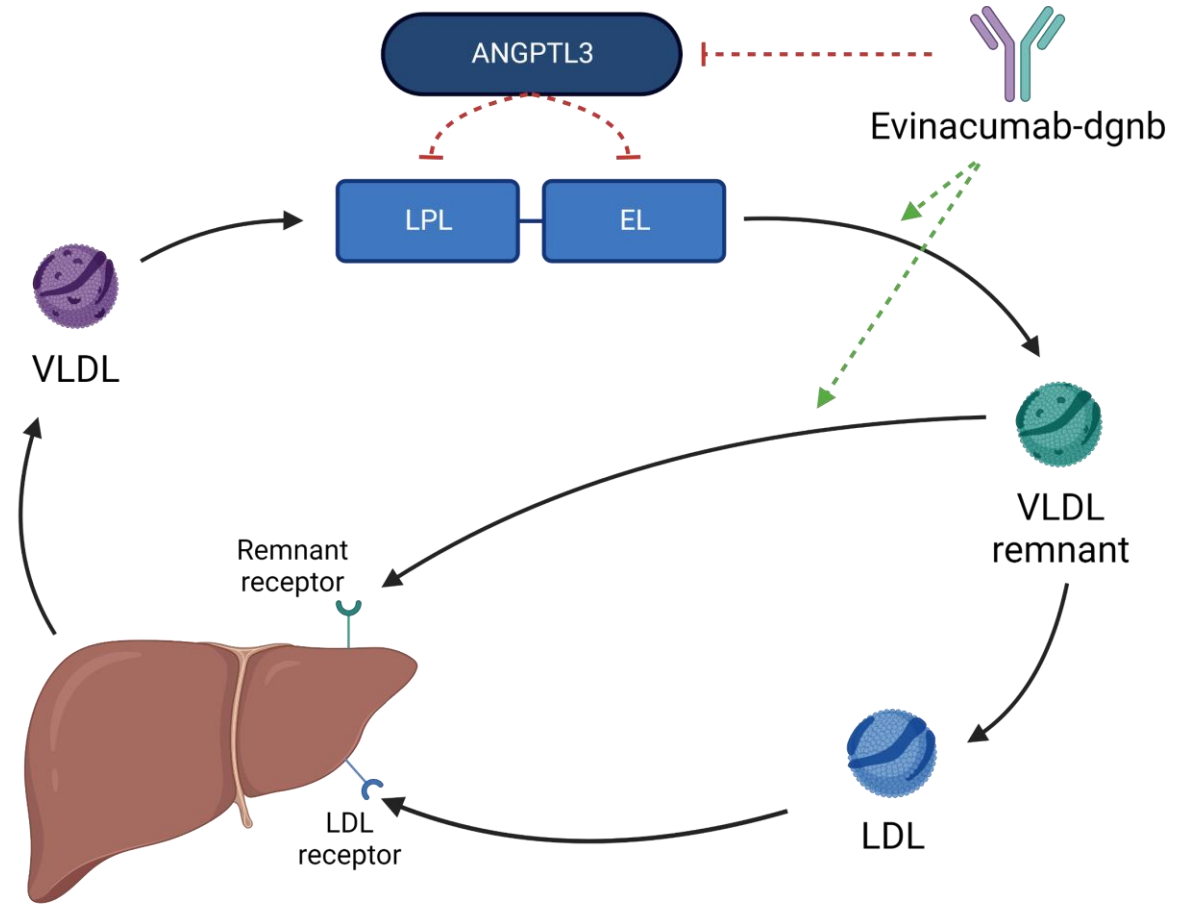 ANGPTL3
Evinacumab-dgnb
LPL
EL
VLDL
VLDL
remnant
Remnant
receptor
LDL
receptor
LDL